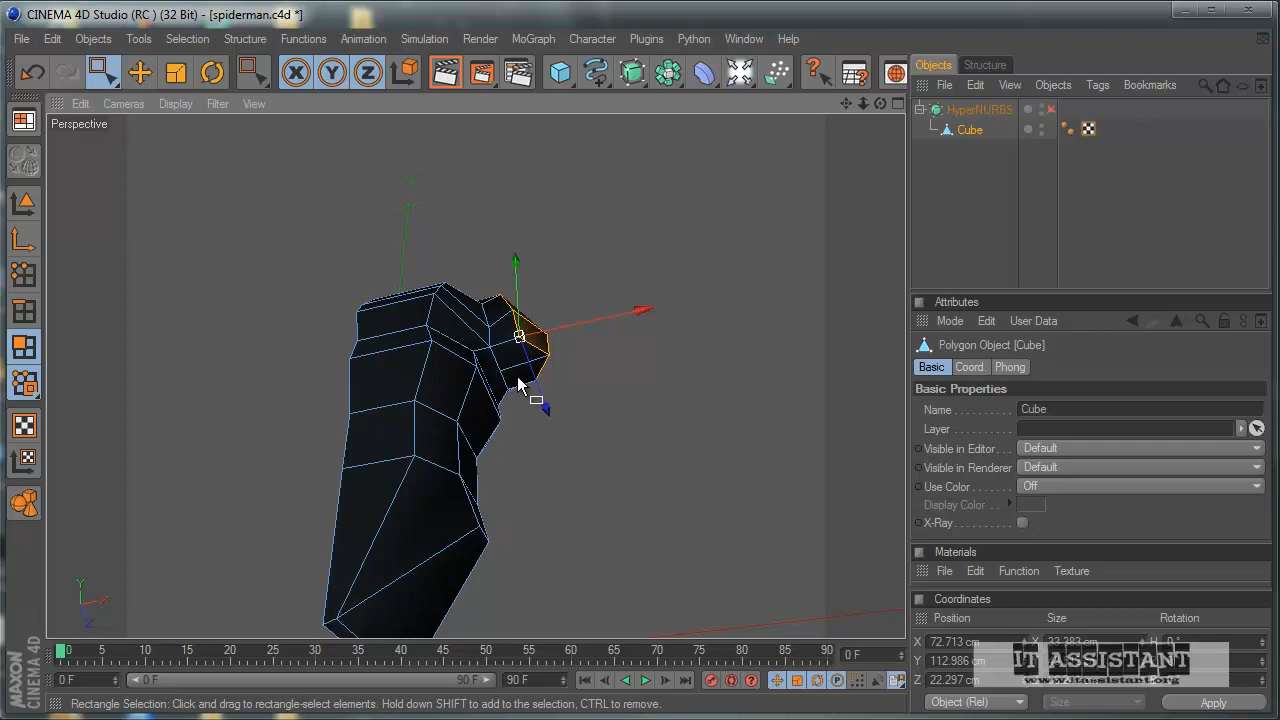 CINEMA 4D Studio (RC ) (32 Bit) - [spiderman.c4d *]
File Edit Objects Tools Selection Structure Functions Animation Simulation Render MoGraph Character Plugins Python Window Help
Edit Cameras Display Filter View
Perspective
Objects Structure
File Edit View Objects Tags Bookmarks
HyperNURBS
Cube
Attributes
Mode Edit User Data
Polygon Object [Cube]
Basic Coord. Phong
Basic Properties
Name Cube
Layer
Visible in Editor Default
Visible in Renderer Default
Use Color Off
Display Color
X-Ray
Materials
File Edit Function Texture
Coordinates
Position Size Rotation
X 72.713 cm X 33.383 cm H 0 °
Y 112.986 cm
Z 22.297 cm
Object (Rel) Size Apply
IT ASSISTANT
www.itassistant.org
Y
X
Z
0 5 10 15 20 25 30 35 40 45 50 55 60 65 70 75 80 85 90 0 F
0 F 0 F 90 F 90 F
MAXON
CINEMA 4D
Rectangle Selection: Click and drag to rectangle-select elements. Hold down SHIFT to add to the selection, CTRL to remove.